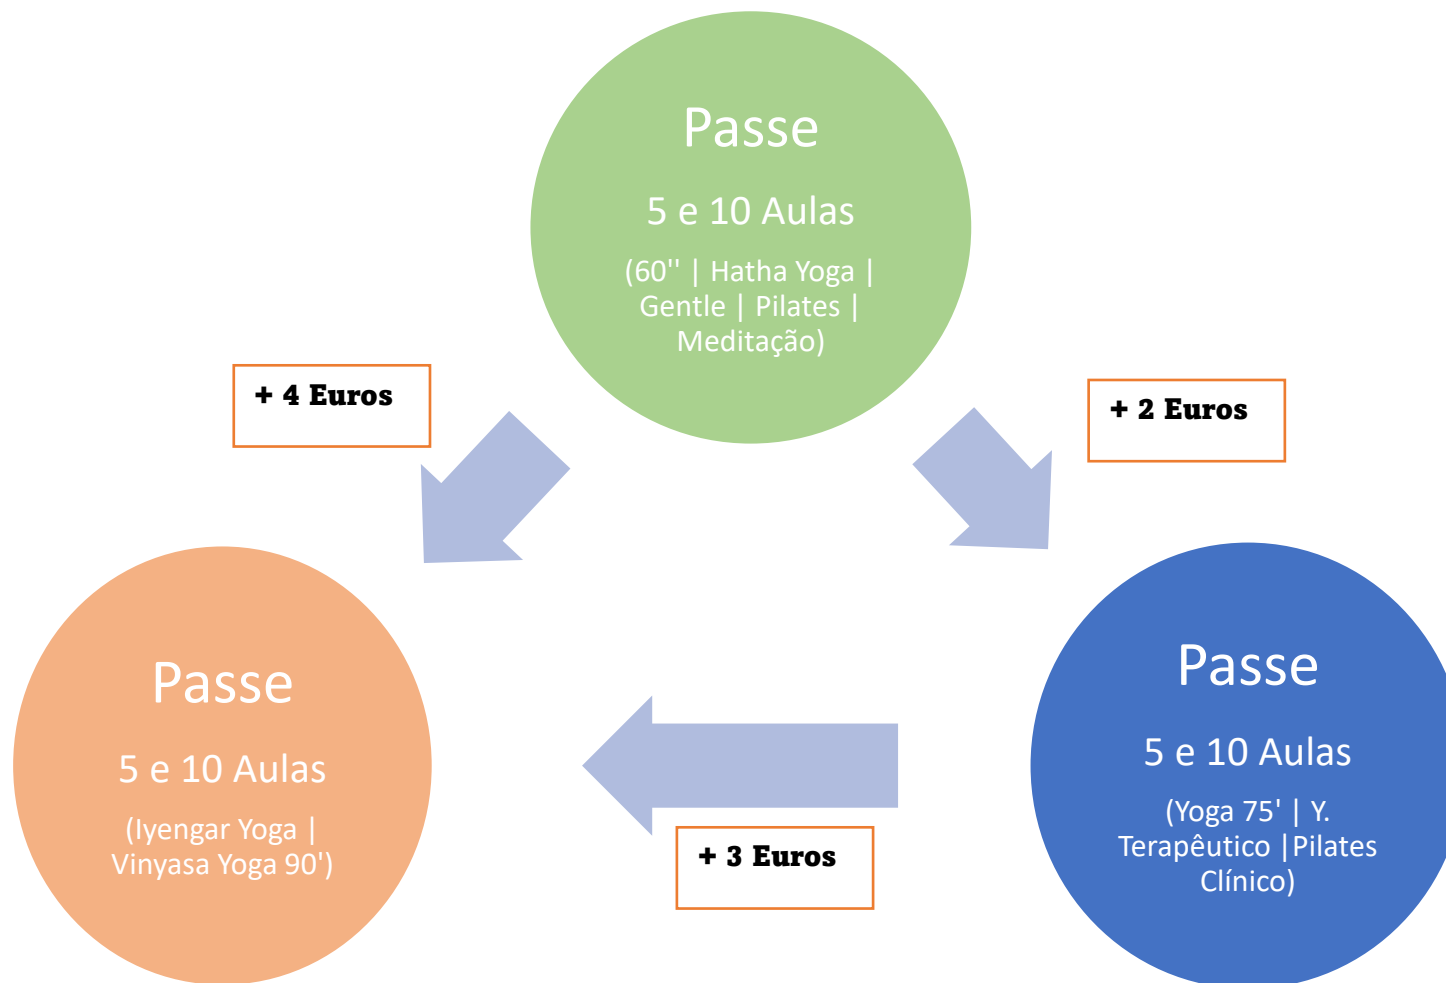 Passe
5 e 10 Aulas
(60'' | Hatha Yoga |
Gentle | Pilates |
Meditação)
+ 4 Euros
+ 2 Euros
Passe
5 e 10 Aulas
(Iyengar Yoga |
Vinyasa Yoga 90')
+ 3 Euros
Passe
5 e 10 Aulas
(Yoga 75' | Y.
Terapêutico |Pilates
Clínico)